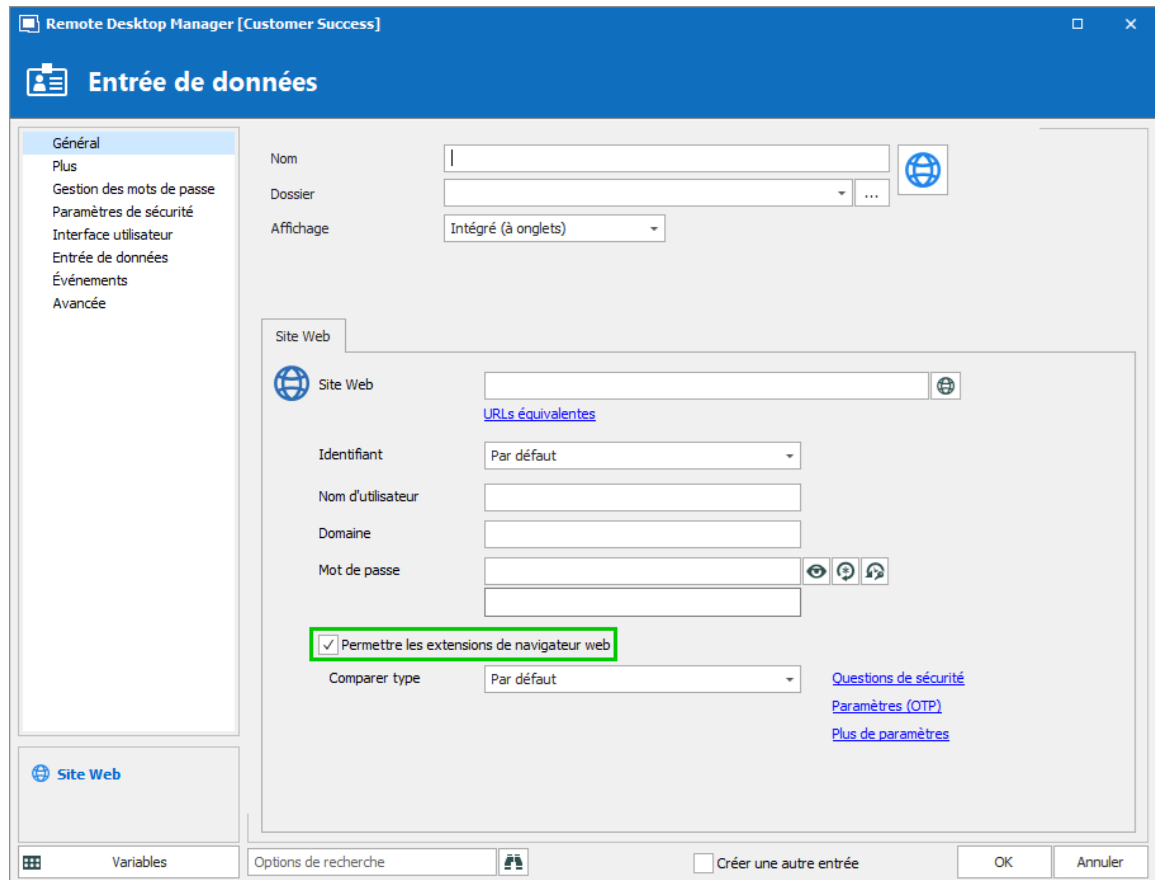 Remote Desktop Manager [Customer Success]
Entrée de données
Général
Plus
Gestion des mots de passe
Paramètres de sécurité
Interface utilisateur
Entrée de données
Événements
Avancée
Nom
Dossier
...
Affichage
Intégré (à onglets)
Site Web
Site Web
URLs équivalentes
Identifiant
Par défaut
Nom d'utilisateur
Domaine
Mot de passe
Permettre les extensions de navigateur web
Comparer type
Par défaut
Questions de sécurité
Paramètres (OTP)
Plus de paramètres
Site Web
Variables
Options de recherche
Créer une autre entrée
OK
Annuler